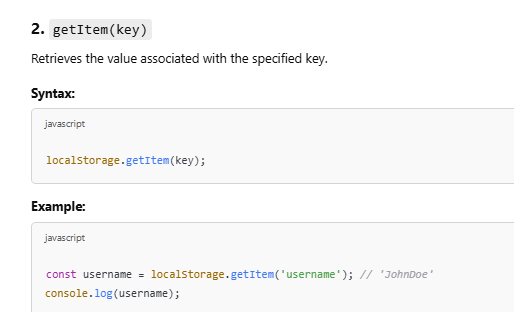 2. getItem(key)
Retrieves the value associated with the specified key.
Syntax:
javascript
localStorage.getItem(key);
Example:
javascript
const username = localStorage.getItem('username'); // 'JohnDoe'
console.log(username);